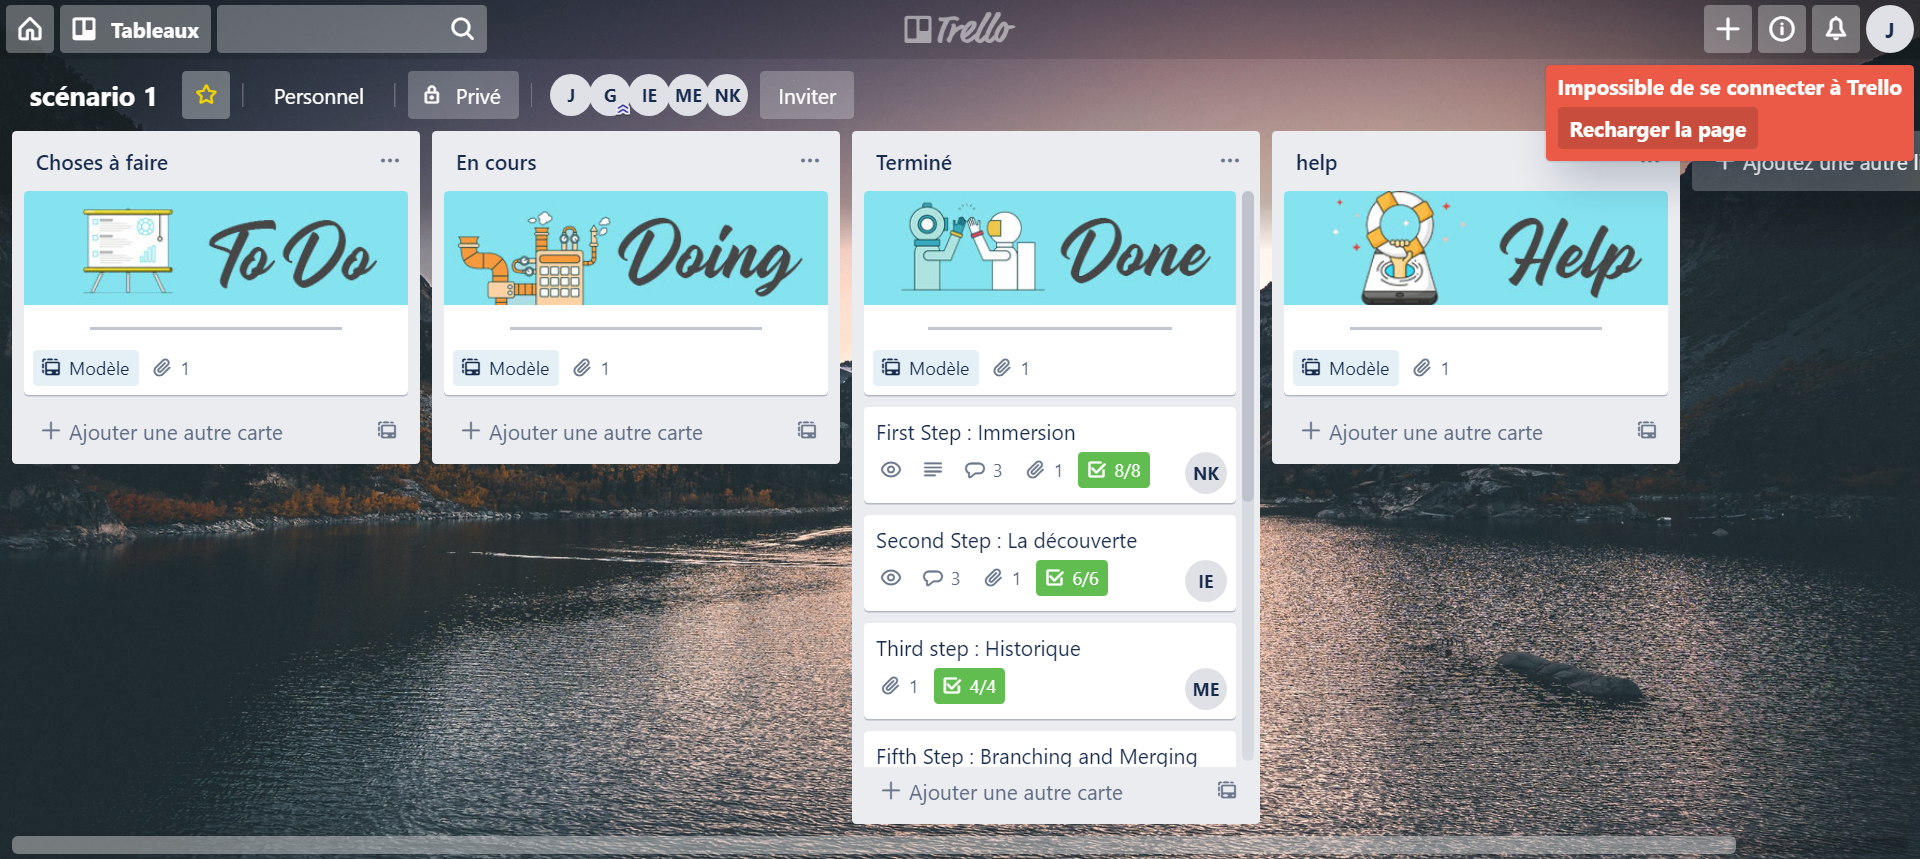 Tableaux
Trello
J
Impossible de se connecter à Trello
Recharger la page
scénario 1
Personnel
Privé
J G IE ME NK
Inviter
Choses à faire
To Do
Modèle 1
Ajouter une autre carte
En cours
Doing
Modèle 1
Ajouter une autre carte
Terminé
Done
Modèle 1
First Step : Immersion
3 1 8/8 NK
Second Step : La découverte
3 1 6/6 IE
Third step : Historique
1 4/4 ME
Fifth Step : Branching and Merging
Ajouter une autre carte
help
Help
Modèle 1
Ajouter une autre carte
Ajoutez une autre